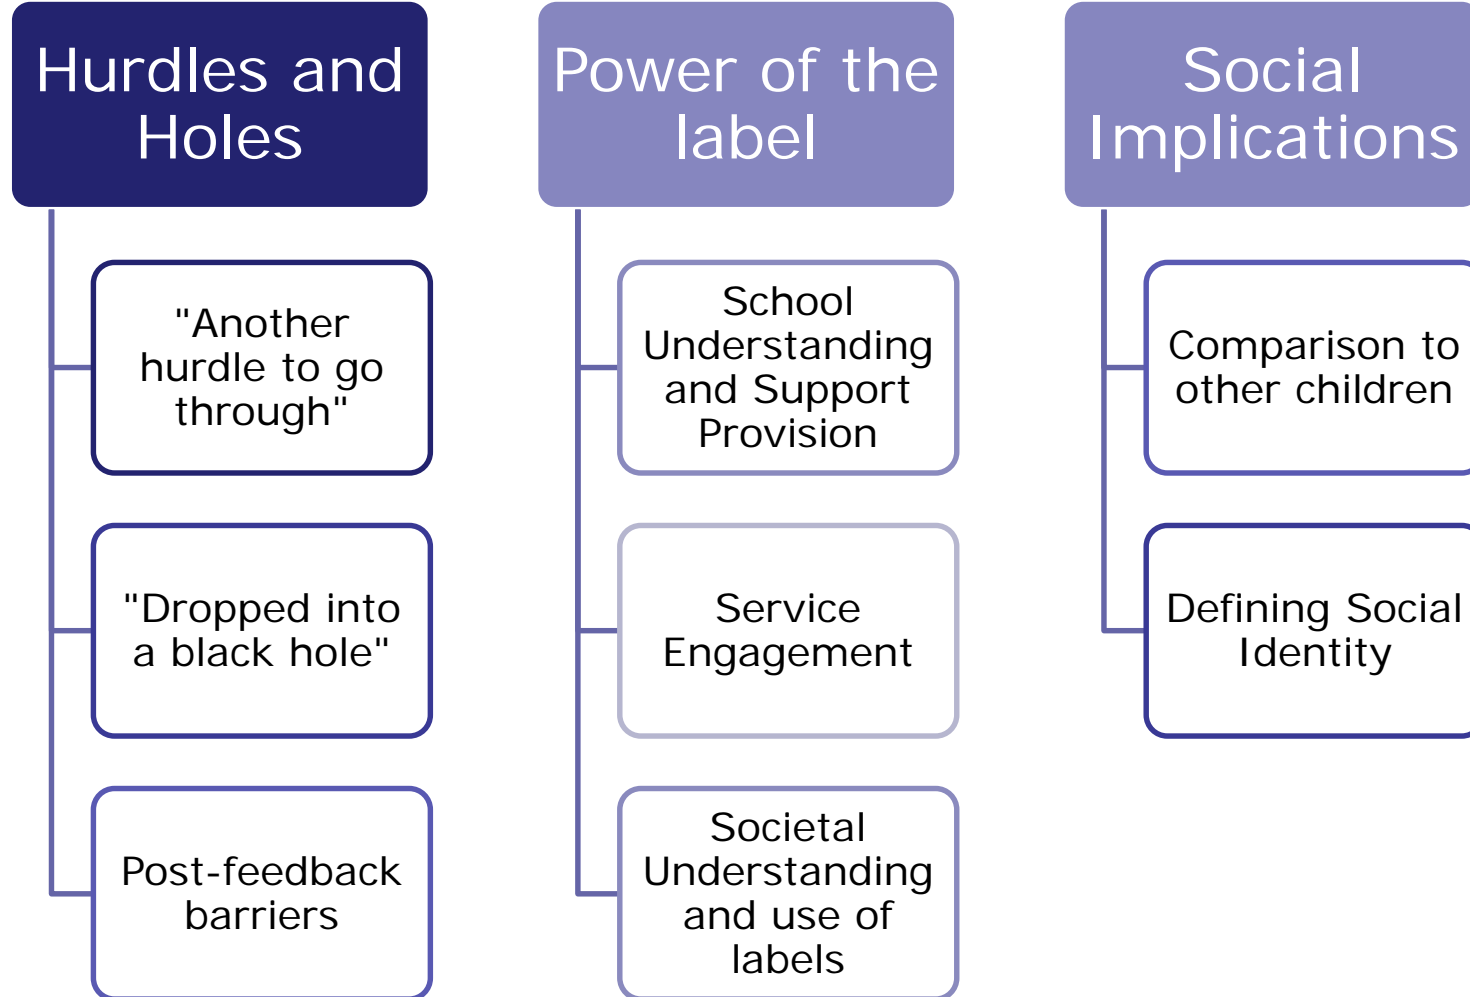 Hurdles and
Holes
"Another
hurdle to go
through"
"Dropped into
a black hole"
Post-feedback
barriers
Power of the
label
School
Understanding
and Support
Provision
Service
Engagement
Societal
Understanding
and use of
labels
Social
Implications
Comparison to
other children
Defining Social
Identity